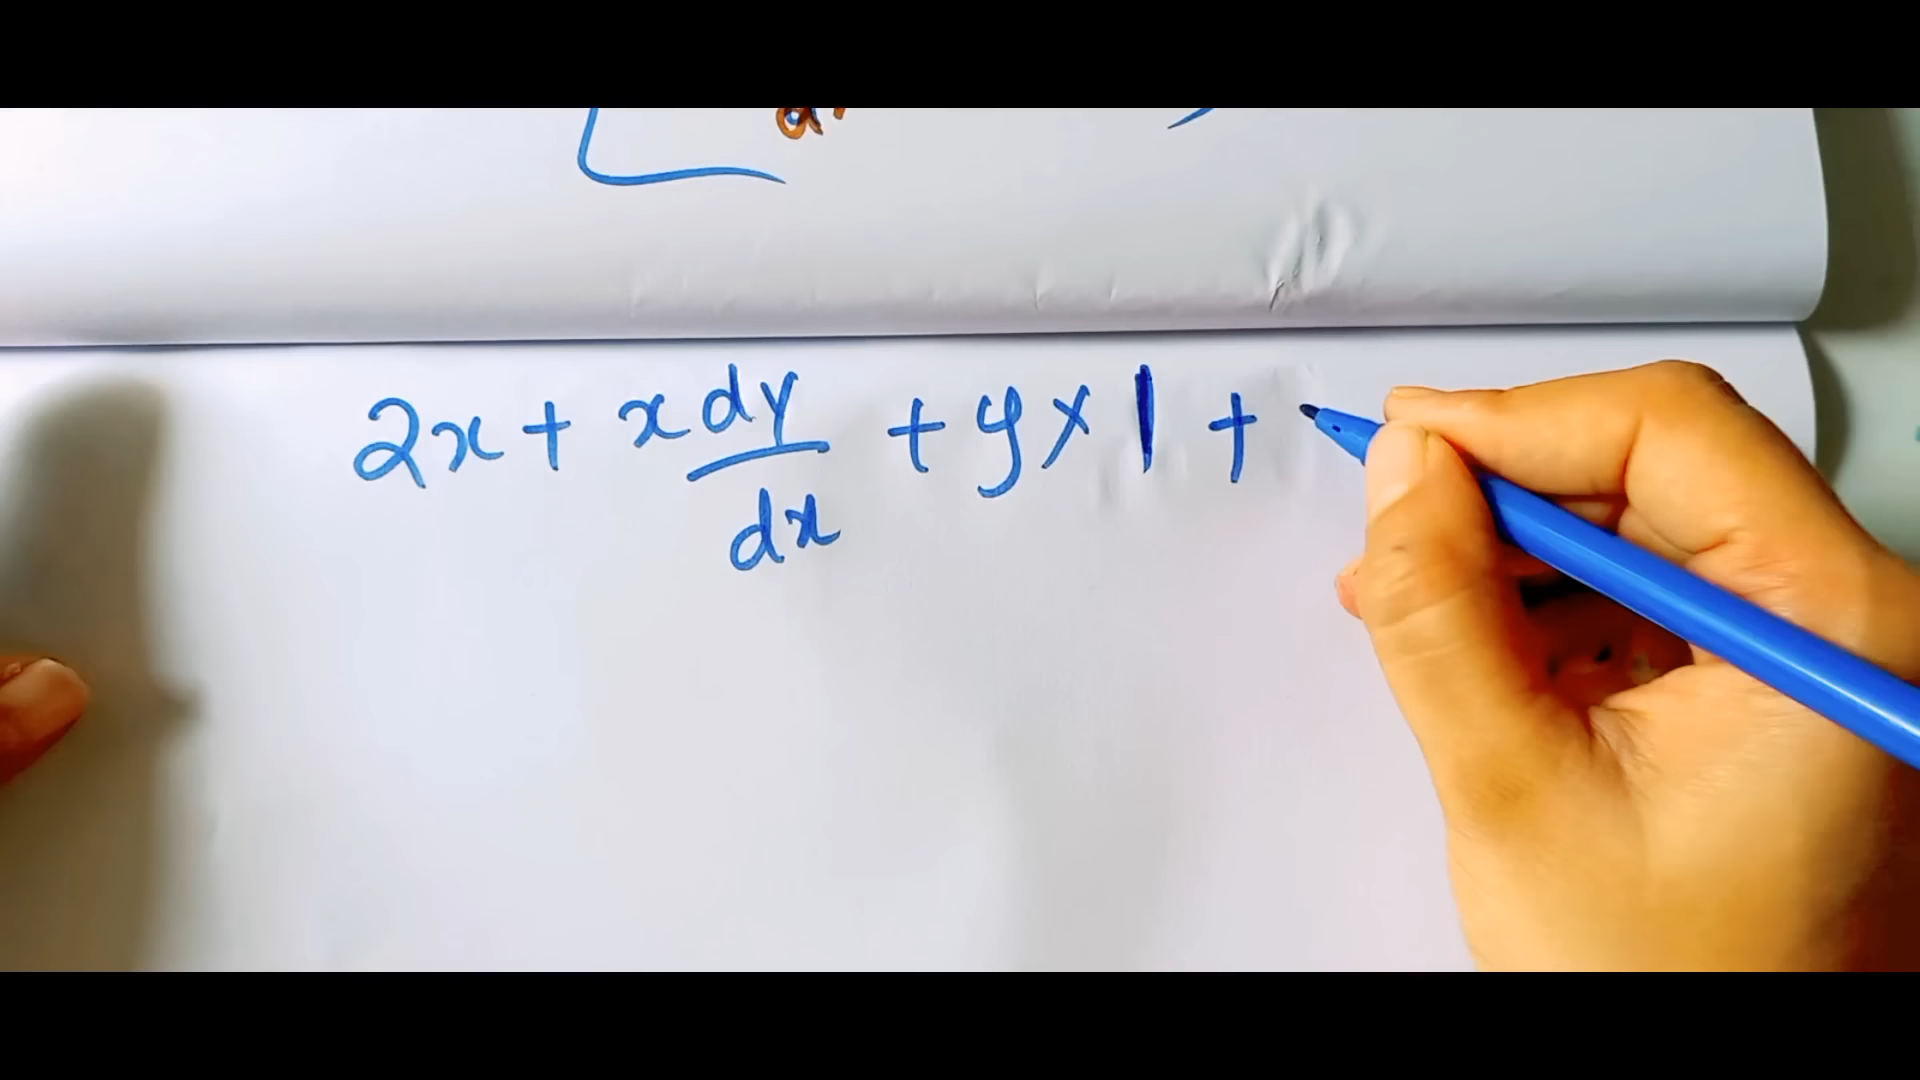 2x + x dy/dx + y × 1 +